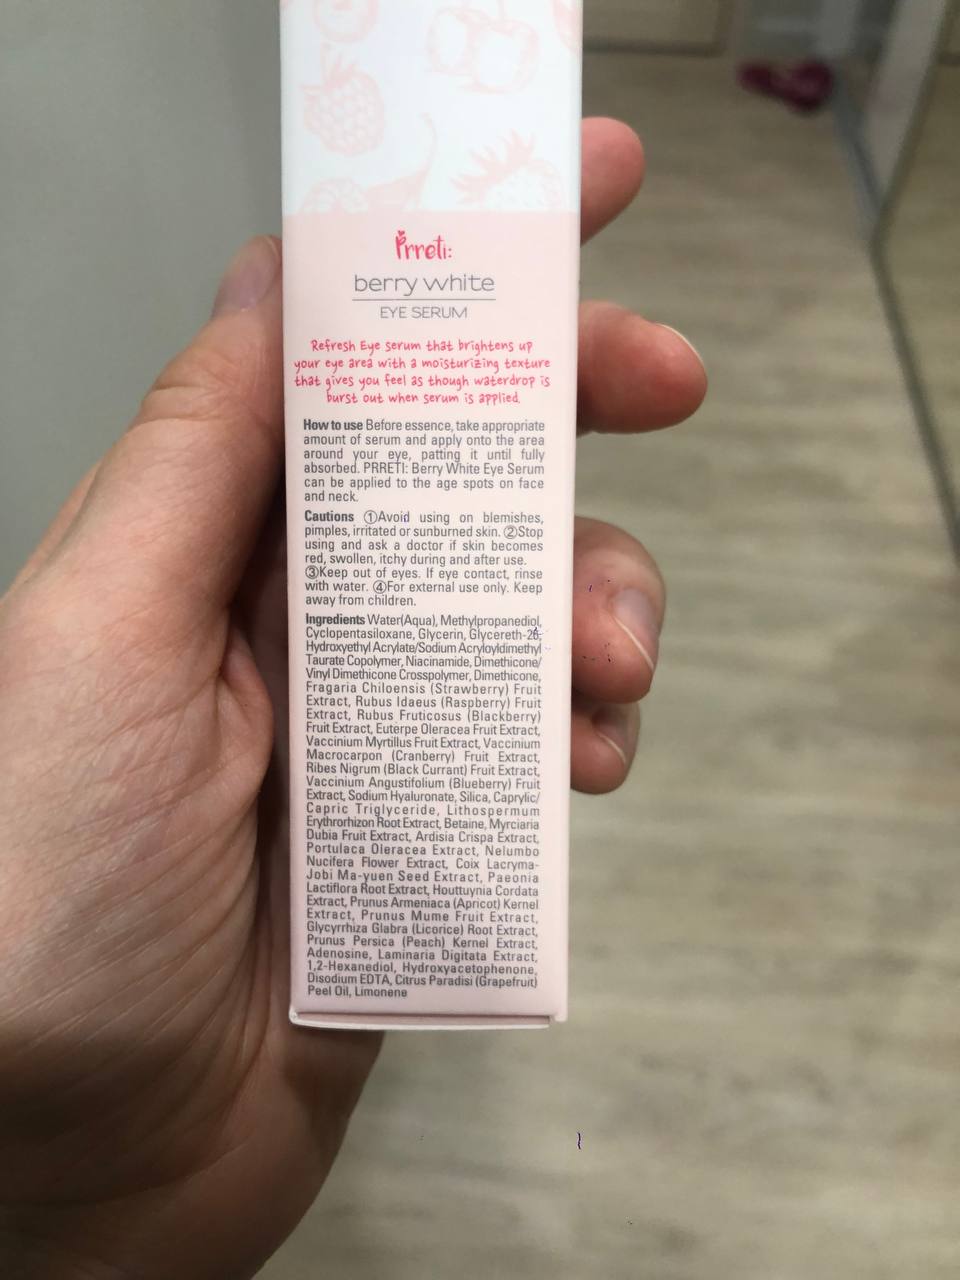 Prreti:
berry white
EYE SERUM
Refresh Eye serum that brightens up
your eye area with a moisturizing texture
that gives you feel as though waterdrop is
burst out when serum is applied.
How to use Before essence, take appropriate
amount of serum and apply onto the area
around your eye, patting it until fully
absorbed. PRRETI: Berry White Eye Serum
can be applied to the age spots on face
and neck.
Cautions ①Avoid using on blemishes,
pimples, irritated or sunburned skin. ②Stop
using and ask a doctor if skin becomes
red, swollen, itchy during and after use.
③Keep out of eyes. If eye contact, rinse
with water. ④For external use only. Keep
away from children.
Ingredients Water(Aqua), Methylpropanediol,
Cyclopentasiloxane, Glycerin, Glycereth-26,
Hydroxyethyl Acrylate/Sodium Acryloyldimethyl
Taurate Copolymer, Niacinamide, Dimethicone/
Vinyl Dimethicone Crosspolymer, Dimethicone,
Fragaria Chiloensis (Strawberry) Fruit
Extract, Rubus Idaeus (Raspberry) Fruit
Extract, Rubus Fruticosus (Blackberry)
Fruit Extract, Euterpe Oleracea Fruit Extract,
Vaccinium Myrtillus Fruit Extract, Vaccinium
Macrocarpon (Cranberry) Fruit Extract,
Ribes Nigrum (Black Currant) Fruit Extract,
Vaccinium Angustifolium (Blueberry) Fruit
Extract, Sodium Hyaluronate, Silica, Caprylic/
Capric Triglyceride, Lithospermum
Erythrorhizon Root Extract, Betaine, Myrciaria
Dubia Fruit Extract, Ardisia Crispa Extract,
Portulaca Oleracea Extract, Nelumbo
Nucifera Flower Extract, Coix Lacryma-
Jobi Ma-yuen Seed Extract, Paeonia
Lactiflora Root Extract, Houttuynia Cordata
Extract, Prunus Armeniaca (Apricot) Kernel
Extract, Prunus Mume Fruit Extract,
Glycyrrhiza Glabra (Licorice) Root Extract,
Prunus Persica (Peach) Kernel Extract,
Adenosine, Laminaria Digitata Extract,
1,2-Hexanediol, Hydroxyacetophenone,
Disodium EDTA, Citrus Paradisi (Grapefruit)
Peel Oil, Limonene